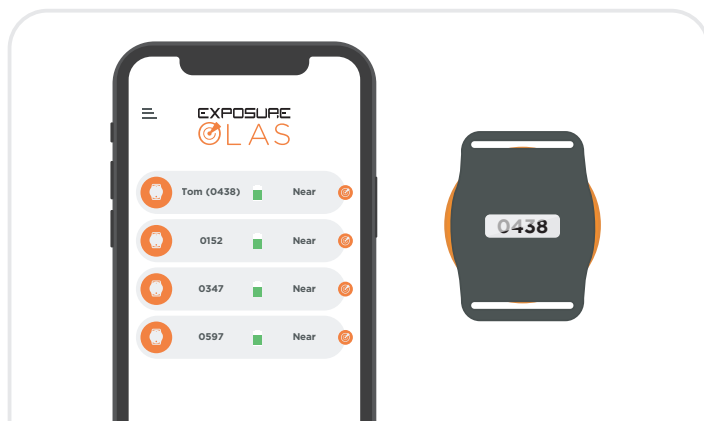 EXPOSURE
OLAS
Tom (0438) Near
0152 Near
0347 Near
0597 Near
0438